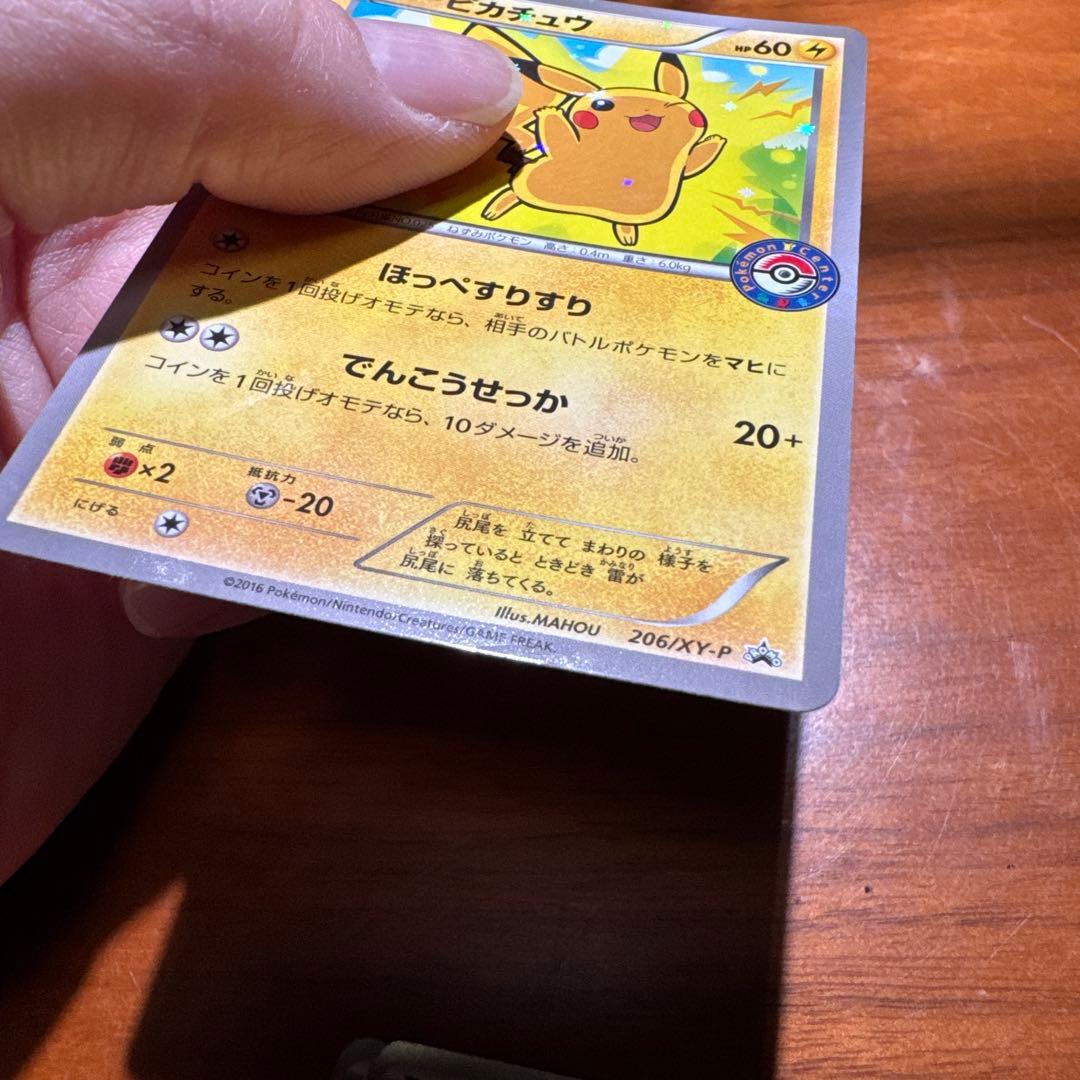 ピカチュウ
HP60
ねずみポケモン 高さ:0.4m 重さ:6.0kg
Pokémon Center
ほっぺすりすり
コインを1回投げオモテなら、相手のバトルポケモンをマヒに
する。
でんこうせっか
20+
コインを1回投げオモテなら、10ダメージを追加。
弱点
×2
抵抗力
-20
にげる
尻尾を 立てて まわりの 様子を
探っていると ときどき 雷が
尻尾に 落ちてくる。
Illus.MAHOU
206/XY-P
©2016 Pokémon/Nintendo/Creatures/GAME FREAK.